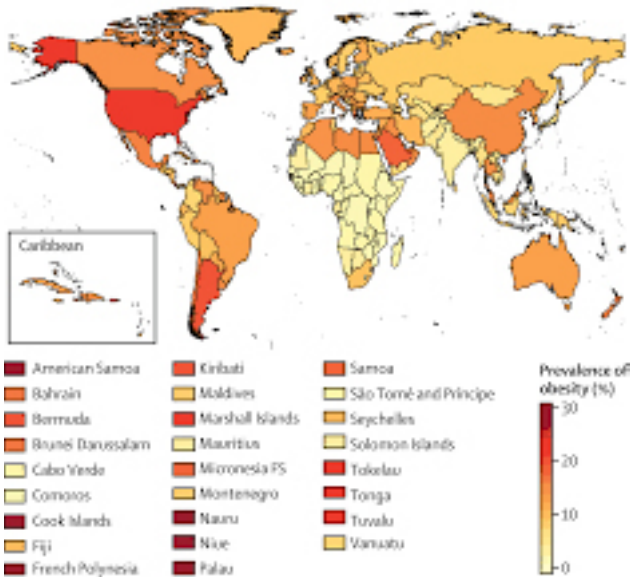 Caribbean
American Samoa
Bahrain
Bermuda
Brunei Darussalam
Cabo Verde
Comoros
Cook Islands
Fiji
French Polynesia
Kiribati
Maldives
Marshall Islands
Mauritius
Micronesia FS
Montenegro
Nauru
Niue
Palau
Samoa
São Tomé and Príncipe
Seychelles
Solomon Islands
Tokelau
Tonga
Tuvalu
Vanuatu
Prevalence of
obesity (%)
30
20
10
0